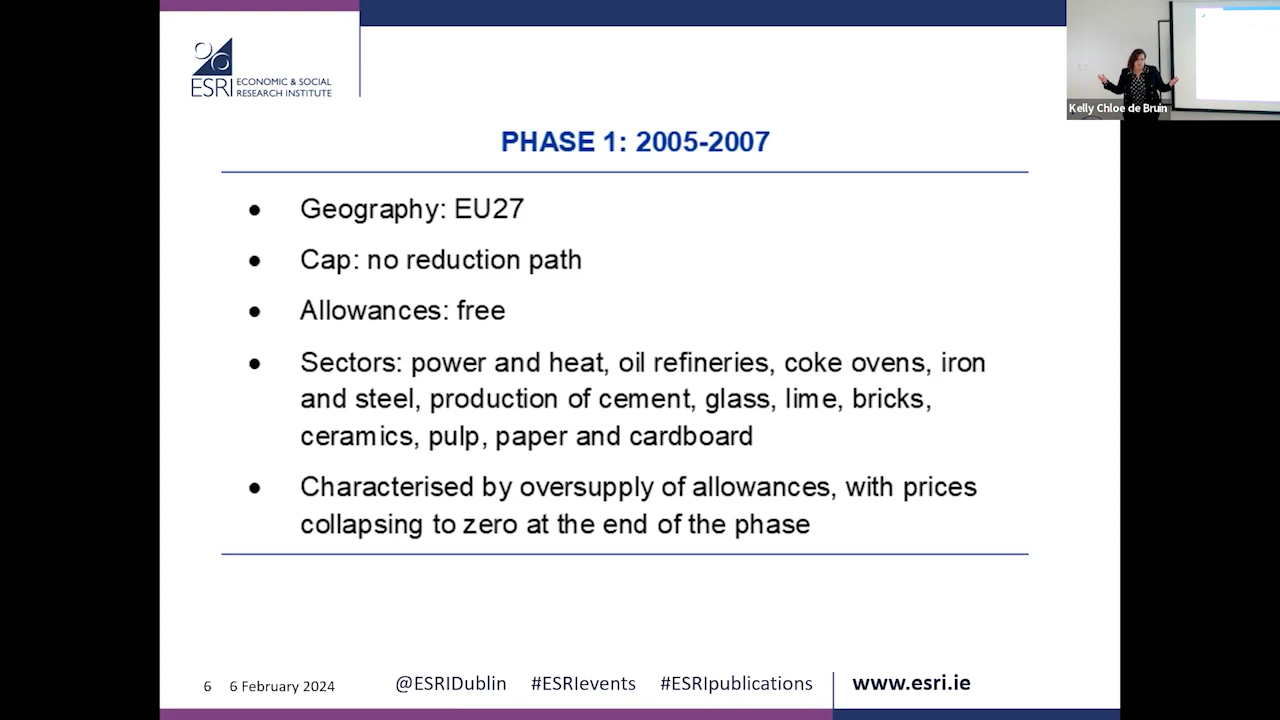 ESRI
ECONOMIC & SOCIAL
RESEARCH INSTITUTE
Kelly Chloe de Bruin
PHASE 1: 2005-2007
• Geography: EU27
• Cap: no reduction path
• Allowances: free
• Sectors: power and heat, oil refineries, coke ovens, iron
and steel, production of cement, glass, lime, bricks,
ceramics, pulp, paper and cardboard
• Characterised by oversupply of allowances, with prices
collapsing to zero at the end of the phase
6 6 February 2024
@ESRIDublin #ESRIevents #ESRIpublications
www.esri.ie